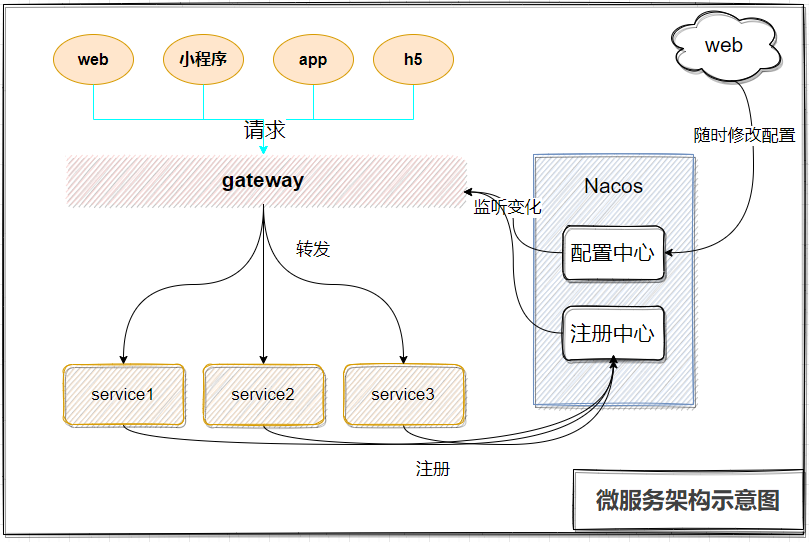 web
小程序
app
h5
web
请求
随时修改配置
gateway
Nacos
监听变化
转发
配置中心
注册中心
service1
service2
service3
注册
微服务架构示意图